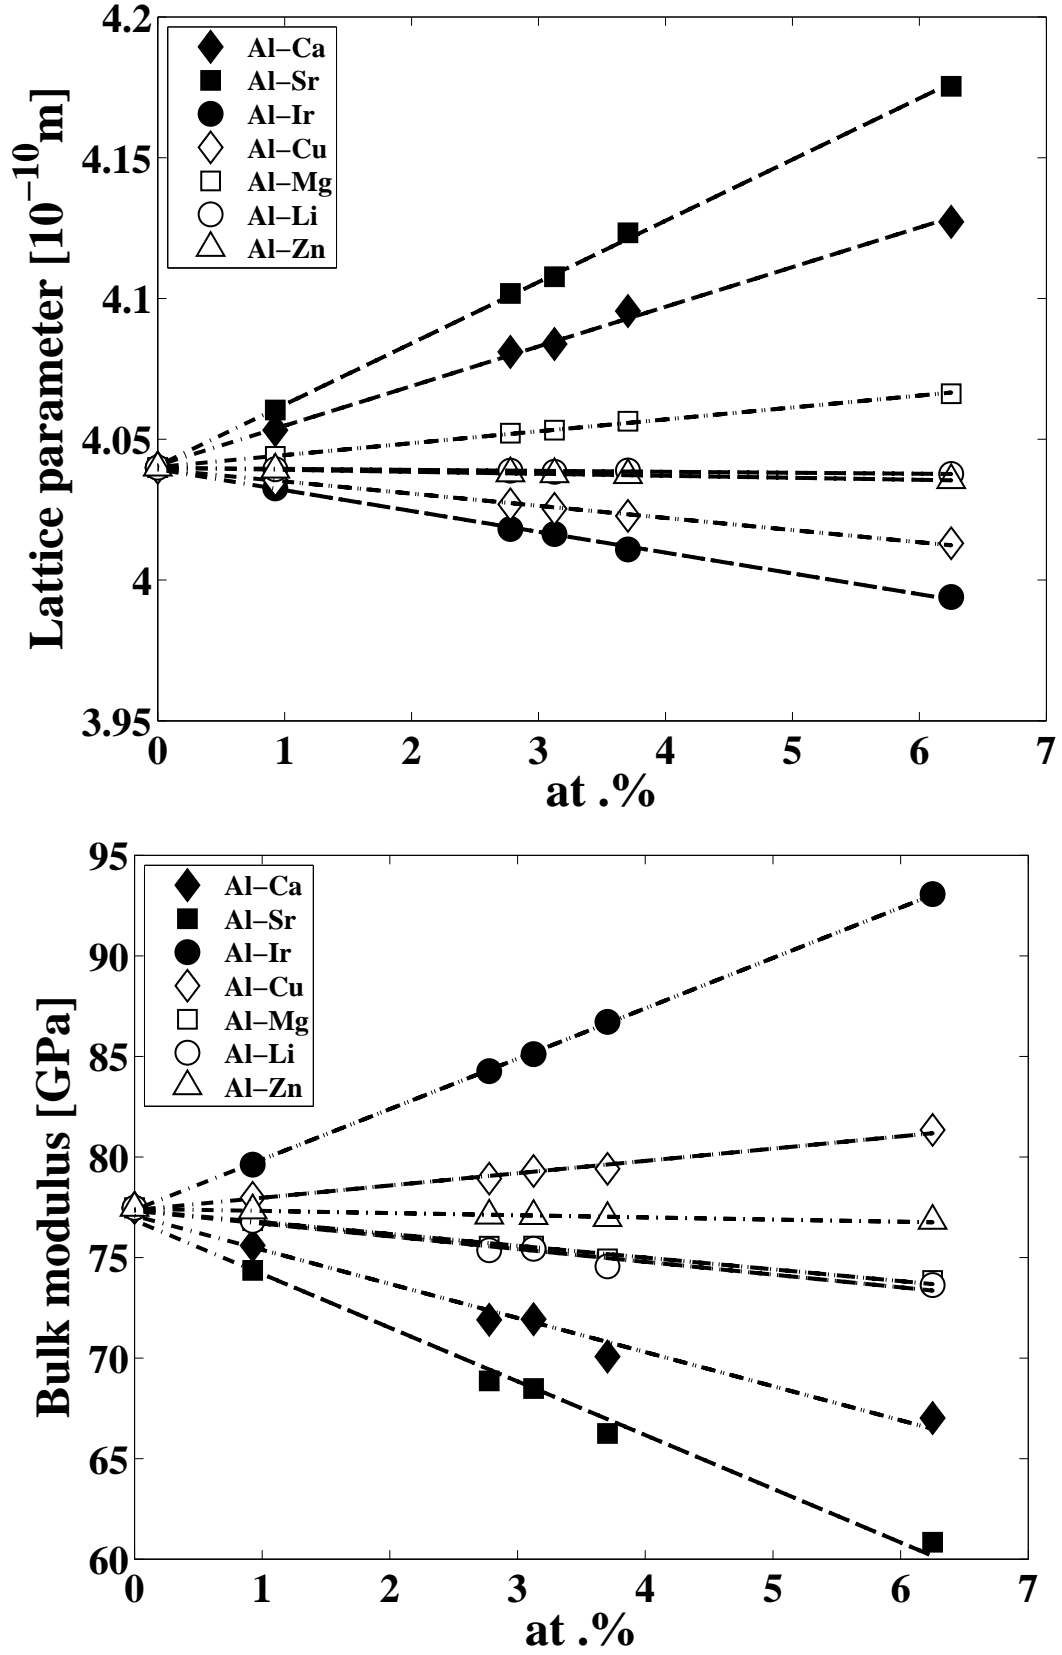 4.2
4.15
4.1
4.05
4
3.95
Lattice parameter [10⁻¹⁰m]
Al−Ca
Al−Sr
Al−Ir
Al−Cu
Al−Mg
Al−Li
Al−Zn
0 1 2 3 4 5 6 7
at .%
95
90
85
80
75
70
65
60
Bulk modulus [GPa]
Al−Ca
Al−Sr
Al−Ir
Al−Cu
Al−Mg
Al−Li
Al−Zn
0 1 2 3 4 5 6 7
at .%